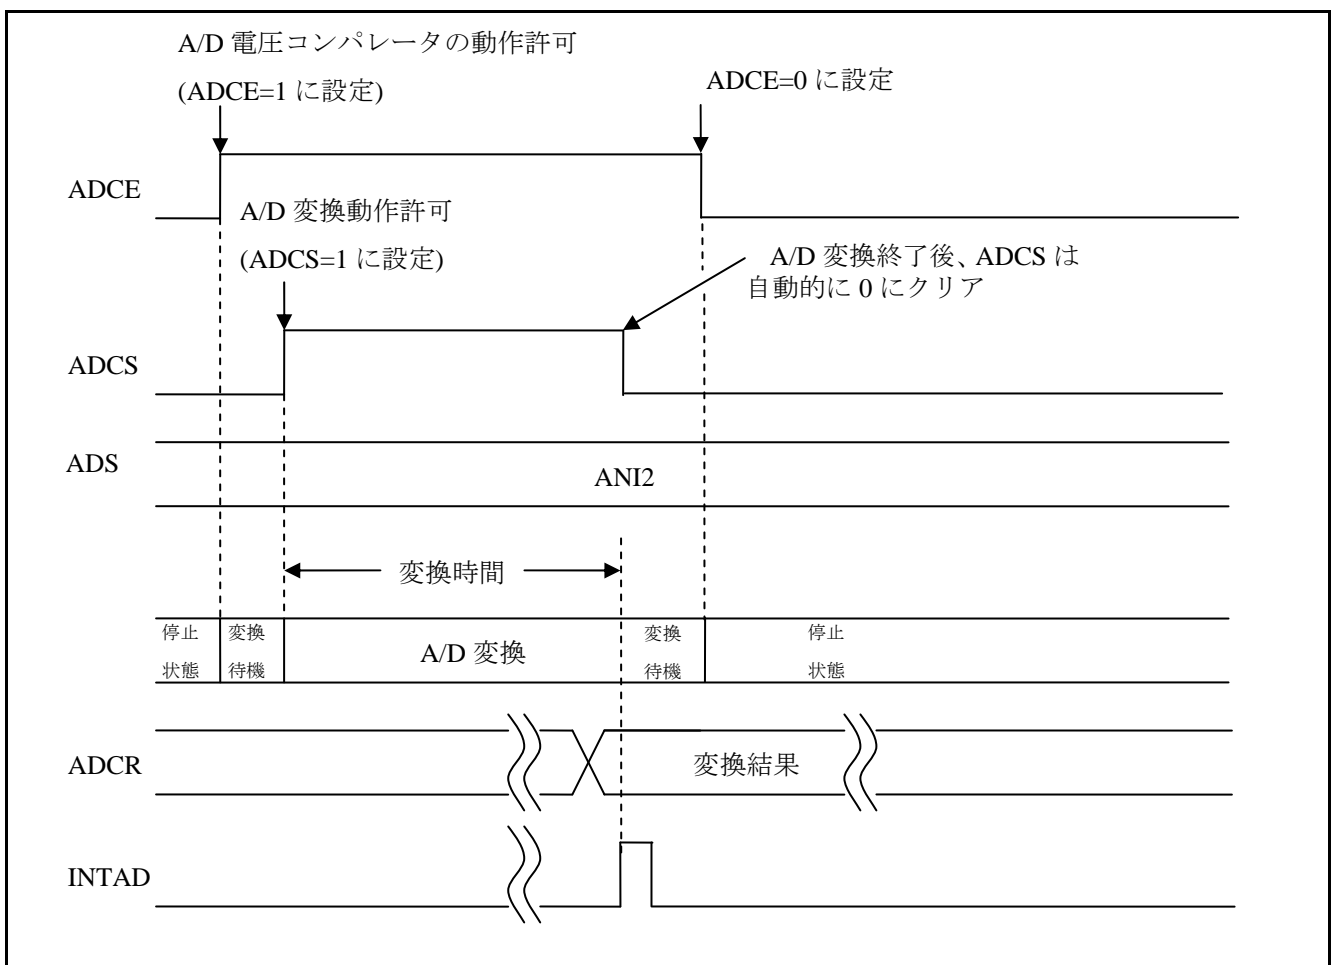 A/D 電圧コンパレータの動作許可
(ADCE=1 に設定)
ADCE=0 に設定
ADCE
A/D 変換動作許可
(ADCS=1 に設定)
A/D 変換終了後、ADCS は
自動的に 0 にクリア
ADCS
ADS
ANI2
変換時間
停止
状態
変換
待機
A/D 変換
変換
待機
停止
状態
ADCR
変換結果
INTAD